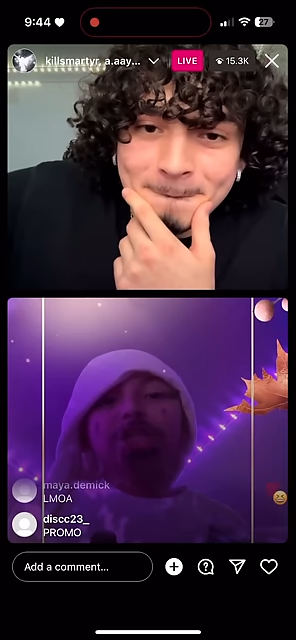 9:44
27
killsmartyr, a.aay...
LIVE
15.3K
maya.demick
LMOA
discc23_
PROMO
Add a comment...